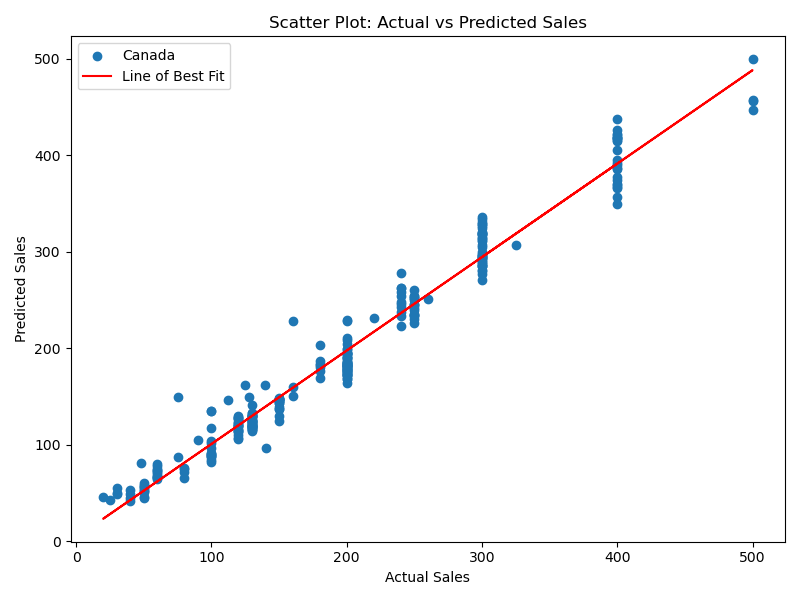 Scatter Plot: Actual vs Predicted Sales
Canada
Line of Best Fit
Predicted Sales
500
400
300
200
100
0
0 100 200 300 400 500
Actual Sales